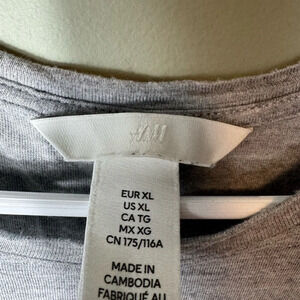 H&M
EUR XL
US XL
CA TG
MX XG
CN 175/116A
MADE IN
CAMBODIA
FABRIQUÉ AU